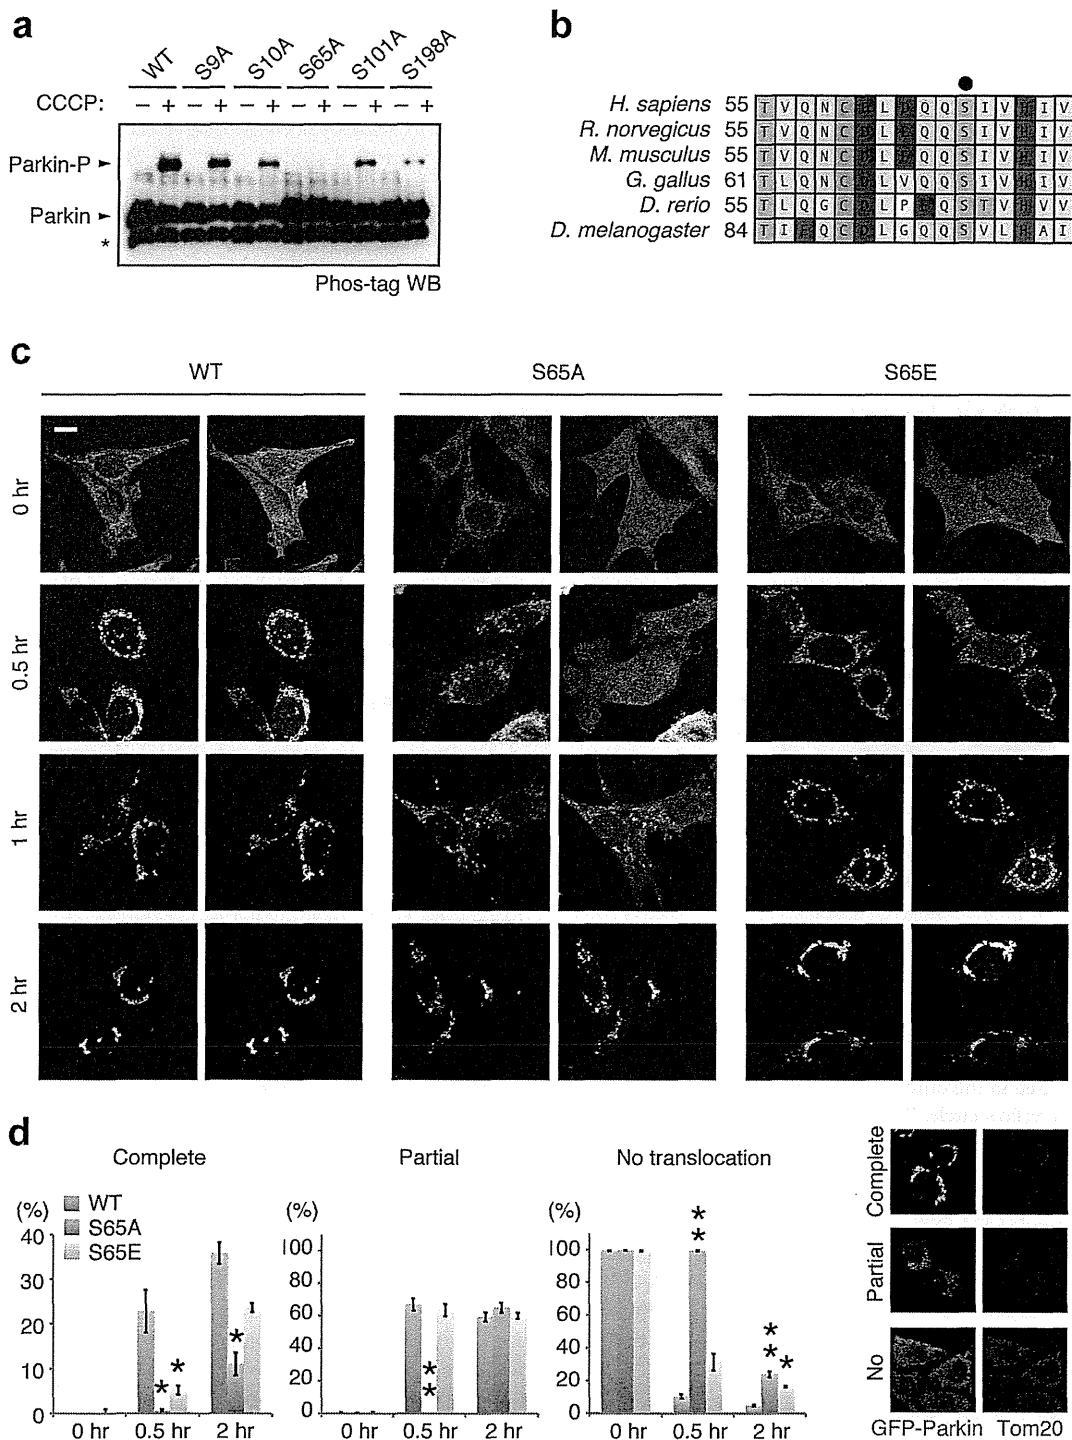 a
WT S9A S10A S65A S101A S198A
CCCP: − + − + − + − + − + − +
Parkin-P ►
Parkin ►
*
Phos-tag WB
b
●
H. sapiens 55 T V Q N C L Q Q S I V H I V
R. norvegicus 55 T V Q N C L Q Q S I V H I V
M. musculus 55 T V Q N C L Q Q S I V H I V
G. gallus 61 T L Q N C L V Q Q S I V H I V
D. rerio 55 T L Q G C L P Q S T V H V V
D. melanogaster 84 T I Q C L G Q Q S V L H A I
c
WT S65A S65E
0 hr
0.5 hr
1 hr
2 hr
d
Complete
(%)
WT
S65A
S65E
40
30
20
10
0
* * *
0 hr 0.5 hr 2 hr
Partial
(%)
100
80
60
40
20
0
* *
0 hr 0.5 hr 2 hr
No translocation
(%)
100
80
60
40
20
0
* * * * *
0 hr 0.5 hr 2 hr
Complete
Partial
No
GFP-Parkin Tom20